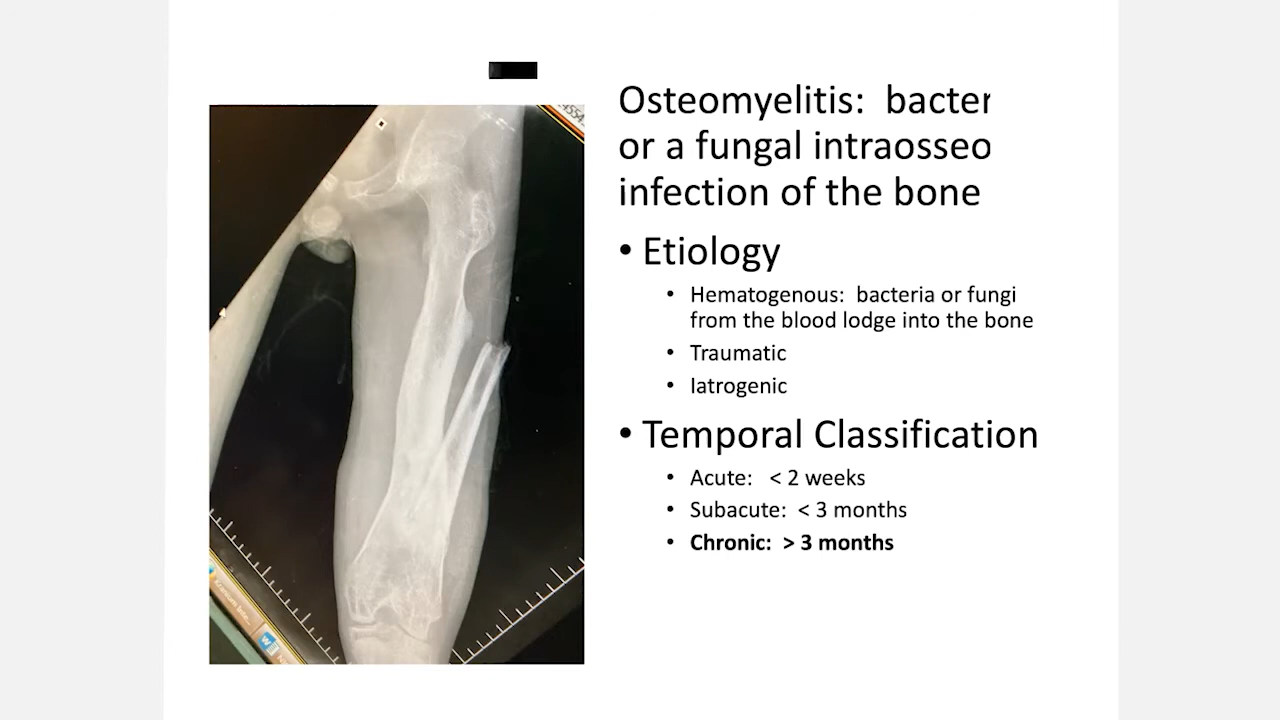 Osteomyelitis: bacter
or a fungal intraosseo
infection of the bone
• Etiology
• Hematogenous: bacteria or fungi
from the blood lodge into the bone
• Traumatic
• Iatrogenic
• Temporal Classification
• Acute: < 2 weeks
• Subacute: < 3 months
• Chronic: > 3 months